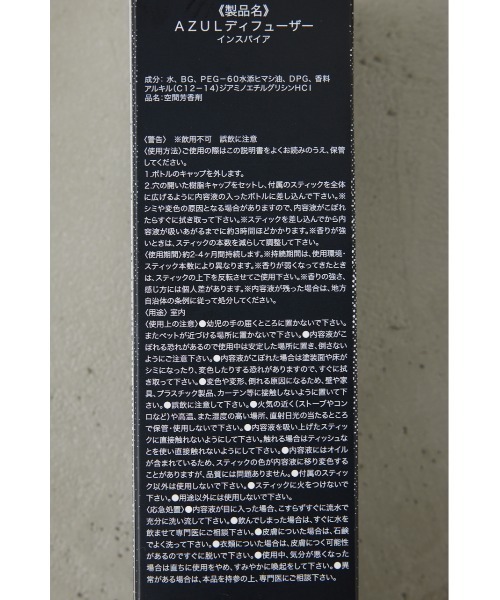 《製品名》
AZULディフューザー
インスパイア
成分：水、BG、PEG－60水添ヒマシ油、DPG、香料
アルキル(C12－14)ジアミノエチルグリシンHCl
品名：空間芳香剤
〈警告〉 ※飲用不可 誤飲に注意
〈使用方法〉ご使用の際はこの説明書をよくお読みのうえ、保管
してください。
1.ボトルのキャップを外します。
2.穴の開いた樹脂キャップをセットし、付属のスティックを全体
に広げるように内容液の入ったボトルに差し込んで下さい。※
シミや変色の原因となる場合がありますので、内容液がこぼれ
たらすぐに拭き取って下さい。※スティックを差し込んでから内
容液が吸いあがるまでに約3時間ほどかかります。※香りが強
いときは、スティックの本数を減らして調整して下さい。
〈使用期間〉約2-4ヶ月間持続します。※持続期間は、使用環境・
スティック本数により異なります。※香りが弱くなってきたとき
は、スティックの上下を反転させてご使用下さい。※香りの強さ、
感じ方には個人差があります。※内容液が残った場合は、地方
自治体の条例に従って処分してください。
〈用途〉室内
〈使用上の注意〉●幼児の手の届くところに置かないで下さい。
またペットが近づける場所に置かないで下さい。●内容液がこ
ぼれる恐れがあるので使用中は安定した場所に置き、倒さない
ようにご注意下さい。●内容液がこぼれた場合は塗装面や床が
シミになったり、変色したりする恐れがありますので、すぐに拭
き取って下さい。●変色や変形、倒れる原因になるため、壁や家
具、プラスチック製品、カーテン等に接触しないように置いて下
さい。●誤飲に注意して下さい。●火気の近く(ストーブやコン
ロなど)や高温、また湿度の高い場所、直射日光の当たるところ
で保管・使用しないで下さい。●内容液を吸い上げたスティック
に直接触れないようにして下さい。触れる場合はティッシュな
どを使い直接触れないようにして下さい。●内容液にはオイル
が含まれているため、スティックの色が内容液に移り変色する
ことがありますが、品質には問題ありません。●付属のスティッ
ク以外は使用しないで下さい。●スティックに火をつけないで
下さい。●用途以外には使用しないで下さい。
〈応急処置〉●内容液が目に入った場合、こすらずすぐに流水で
充分に洗い流して下さい。●飲んでしまった場合は、すぐに水を
飲ませて専門医にご相談下さい。●皮膚についた場合は、石鹸
でよく洗って下さい。●衣類についた場合は、皮膚につく可能性
があるのですぐに脱いで下さい。●使用中、気分が悪くなった
場合は直ちに使用をやめ、すみやかに喚起をして下さい。●異
常がある場合は、本品を持参の上、専門医にご相談下さい。